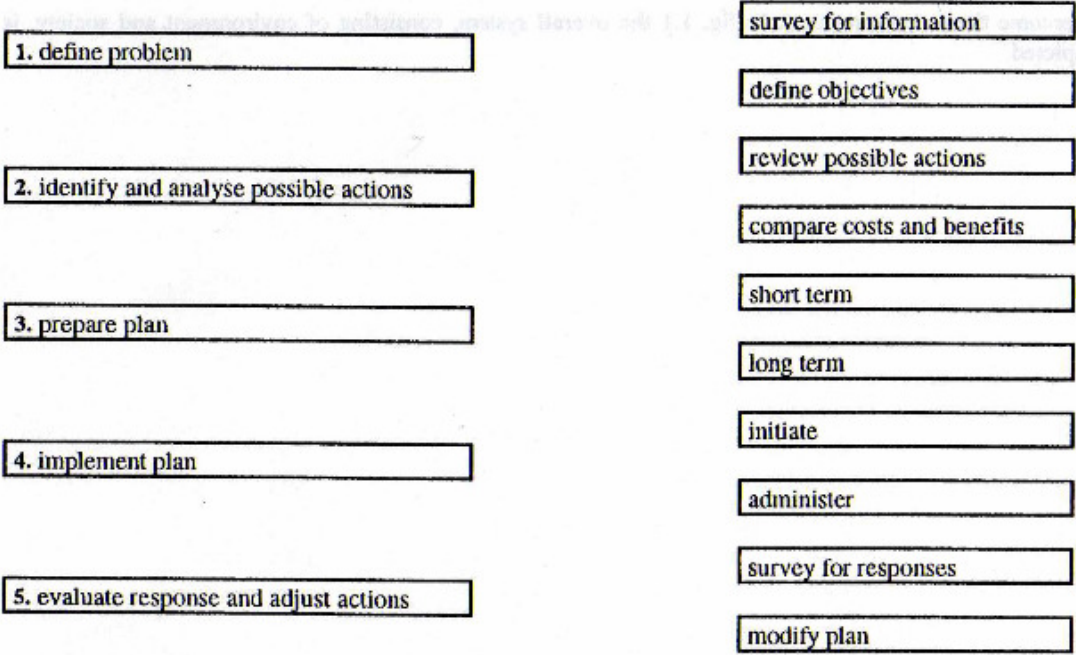 1. define problem
2. identify and analyse possible actions
3. prepare plan
4. implement plan
5. evaluate response and adjust actions
survey for information
define objectives
review possible actions
compare costs and benefits
short term
long term
initiate
administer
survey for responses
modify plan